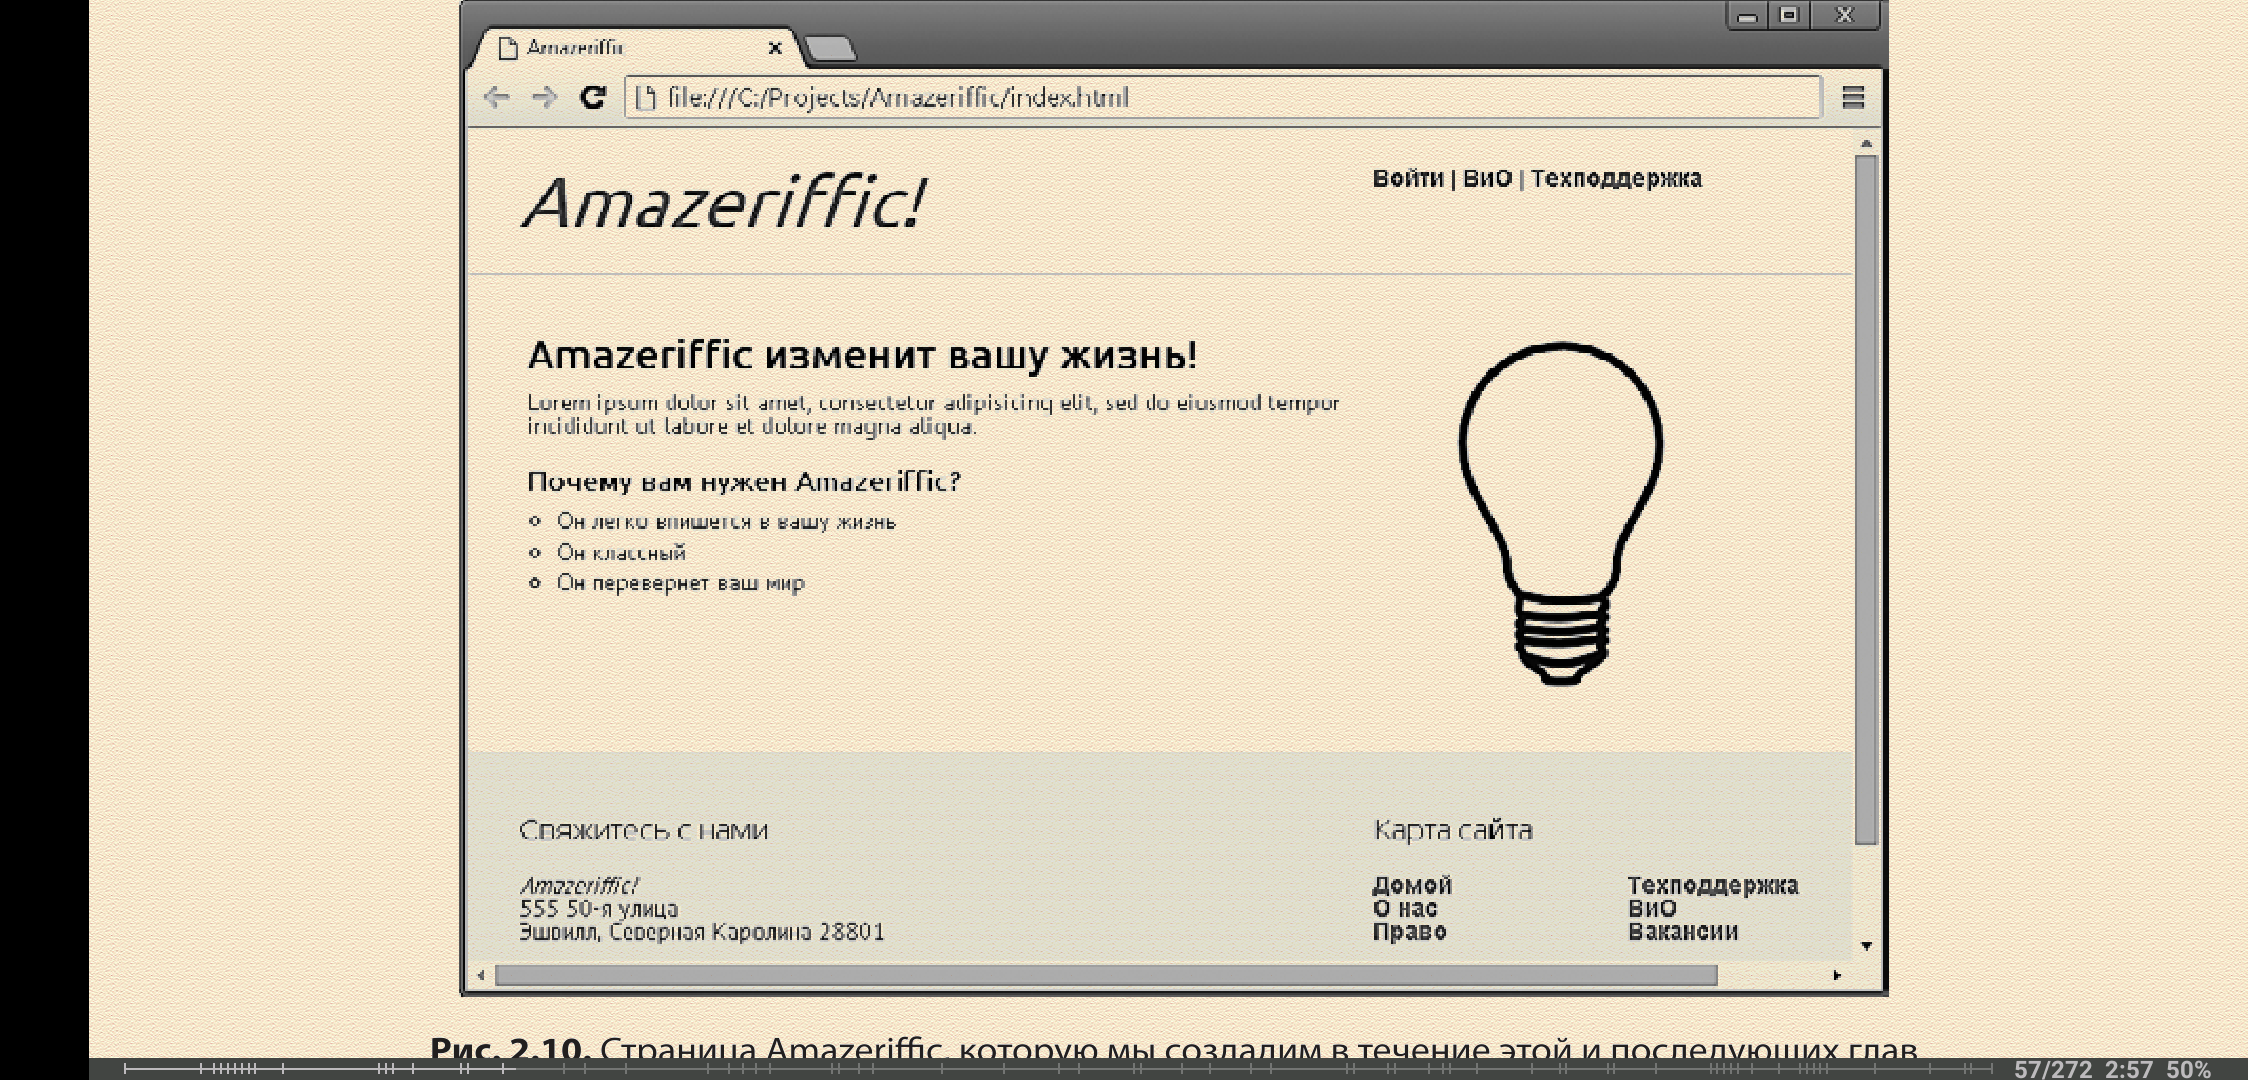 Amazeriffic
file:///C:/Projects/Amazeriffic/index.html
Amazeriffic!
Войти | ВиО | Техподдержка
Amazeriffic изменит вашу жизнь!
Lorem ipsum dolor sit amet, consectetur adipisicing elit, sed do eiusmod tempor
incididunt ut labore et dolore magna aliqua.
Почему вам нужен Amazeriffic?
Он легко впишется в вашу жизнь
Он классный
Он перевернет ваш мир
Свяжитесь с нами
Amazeriffic!
555 50-я улица
Эшвилл, Северная Каролина 28801
Карта сайта
Домой Техподдержка
О нас ВиО
Право Вакансии
Рис. 2.10. Страница Amazeriffic, которую мы создадим в течение этой и последующих глав
57/272 2:57 50%